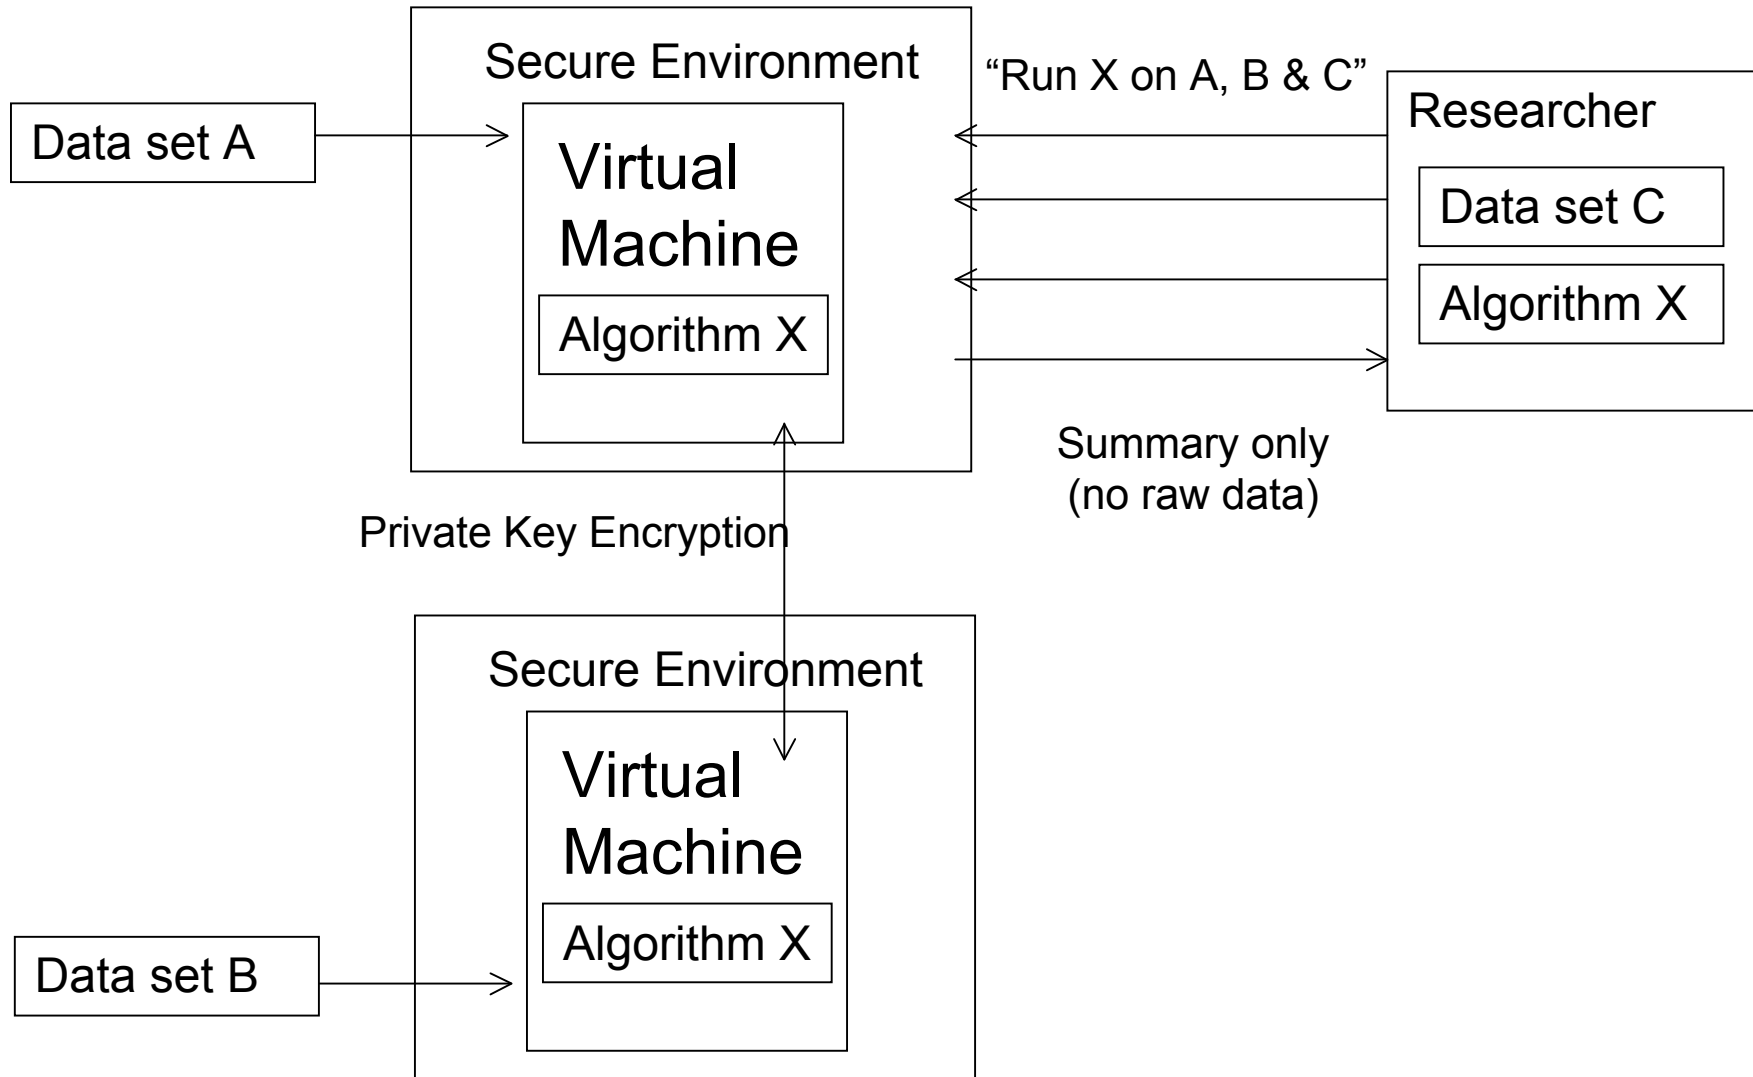 Secure Environment
“Run X on A, B & C”
Researcher
Data set A
Virtual
Machine
Data set C
Algorithm X
Algorithm X
Summary only
(no raw data)
Private Key Encryption
Secure Environment
Virtual
Machine
Algorithm X
Data set B